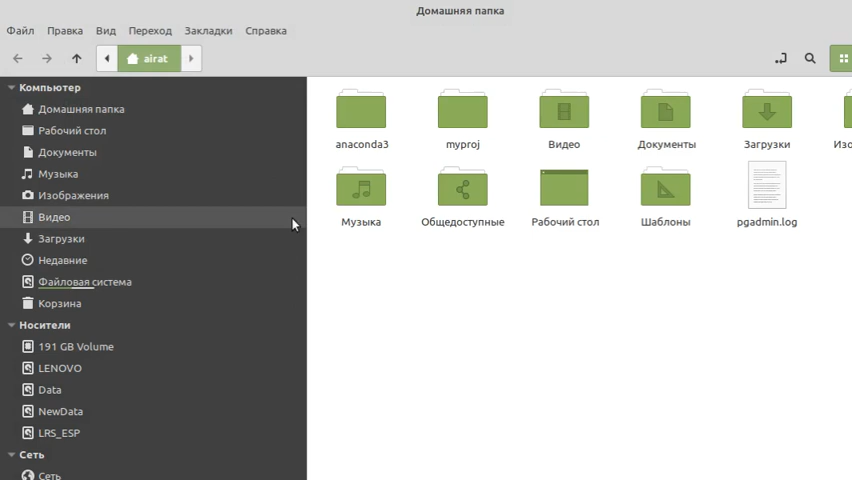 Домашняя папка
Файл Правка Вид Переход Закладки Справка
airat
Компьютер
Домашняя папка
Рабочий стол
Документы
Музыка
Изображения
Видео
Загрузки
Недавние
Файловая система
Корзина
Носители
191 GB Volume
LENOVO
Data
NewData
LRS_ESP
Сеть
Сеть
anaconda3 myproj Видео Документы Загрузки Изо
Музыка Общедоступные Рабочий стол Шаблоны pgadmin.log